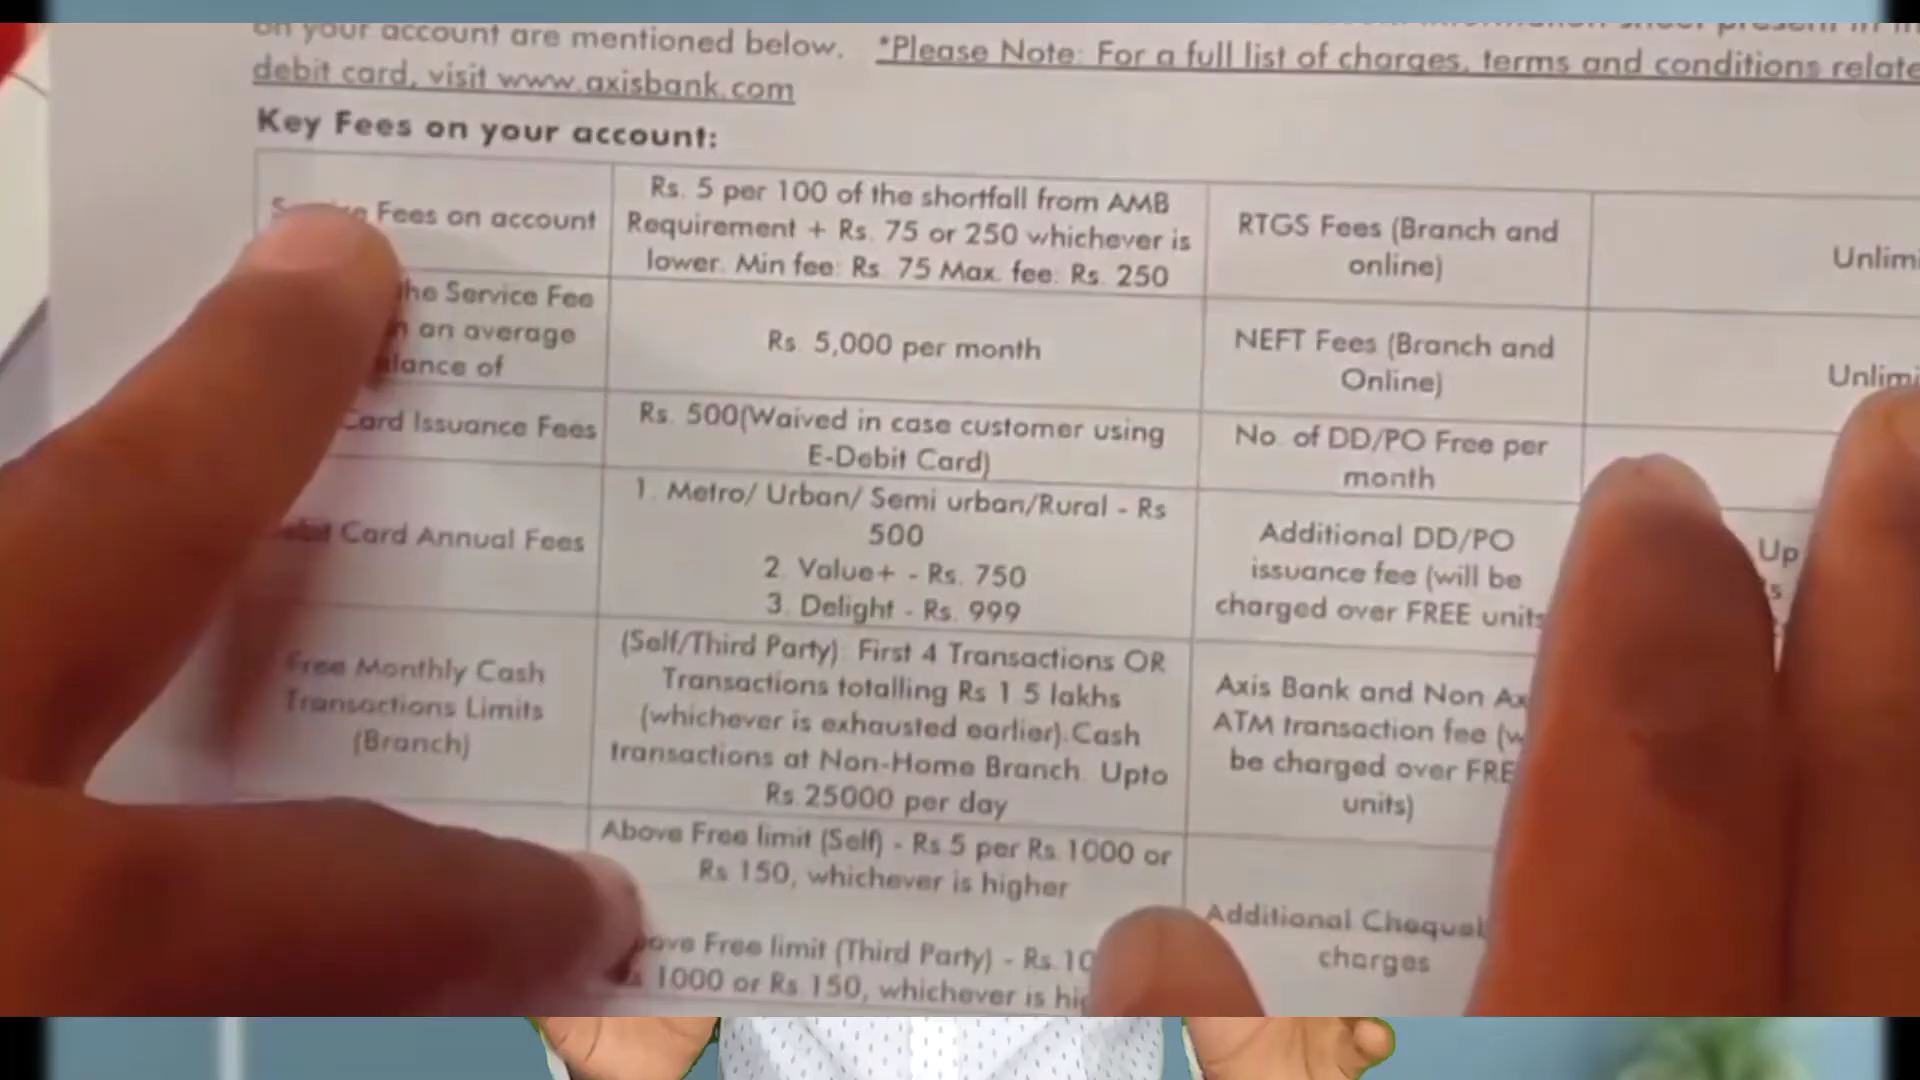 on your account are mentioned below. *Please Note: For a full list of charges, terms and conditions relate
debit card, visit www.axisbank.com
Key Fees on your account:
Fees on account
Rs. 5 per 100 of the shortfall from AMB
Requirement + Rs. 75 or 250 whichever is
lower. Min fee: Rs. 75 Max. fee: Rs. 250
RTGS Fees (Branch and
online)
Unlimi
he Service Fee
an average
lance of
Rs. 5,000 per month
NEFT Fees (Branch and
Online)
Unlimi
Card Issuance Fees
Rs. 500(Waived in case customer using
E-Debit Card)
No. of DD/PO Free per
month
Card Annual Fees
1. Metro/ Urban/ Semi urban/Rural - Rs
500
2. Value+ - Rs. 750
3. Delight - Rs. 999
Additional DD/PO
issuance fee (will be
charged over FREE units
Up
Free Monthly Cash
Transactions Limits
(Branch)
(Self/Third Party): First 4 Transactions OR
Transactions totalling Rs 1.5 lakhs
(whichever is exhausted earlier).Cash
transactions at Non-Home Branch. Upto
Rs.25000 per day
Axis Bank and Non Ax
ATM transaction fee (w
be charged over FRE
units)
Above Free limit (Self) - Rs.5 per Rs.1000 or
Rs.150, whichever is higher
ove Free limit (Third Party) - Rs.10
1000 or Rs.150, whichever is hig
Additional Cheque
charges